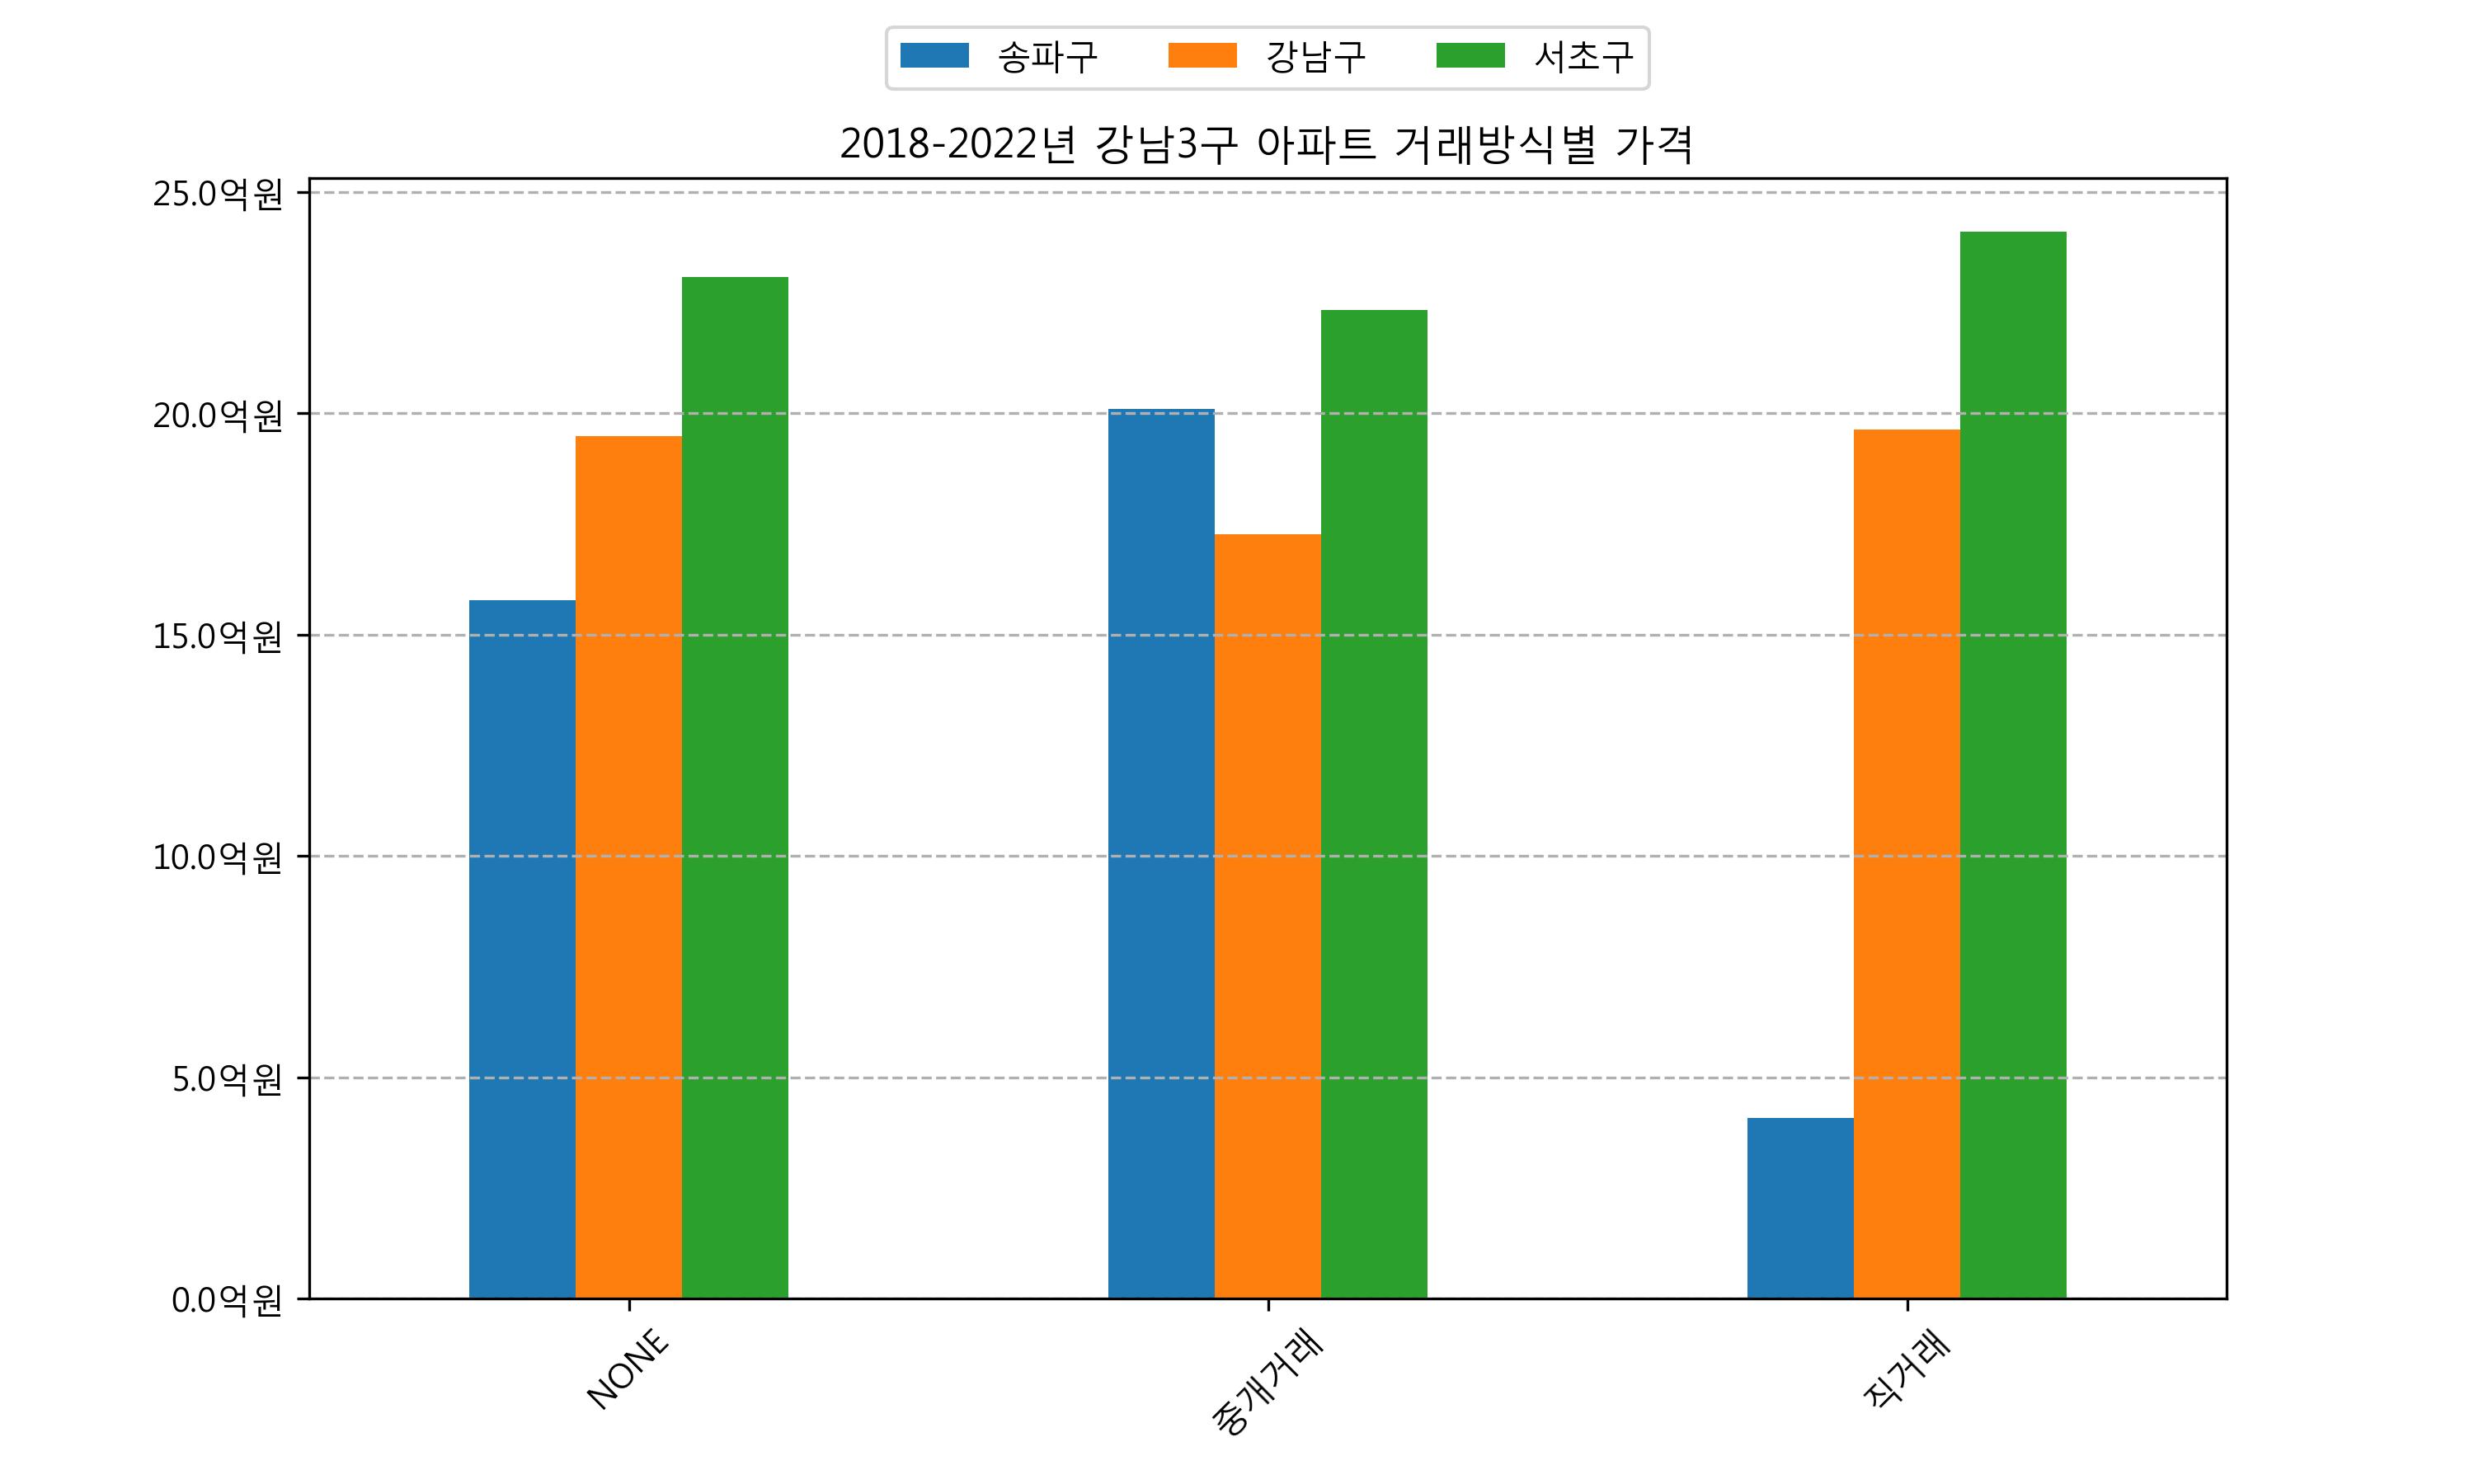 송파구 강남구 서초구
2018-2022년 강남3구 아파트 거래방식별 가격
25.0억원
20.0억원
15.0억원
10.0억원
5.0억원
0.0억원
NONE 중개거래 직거래